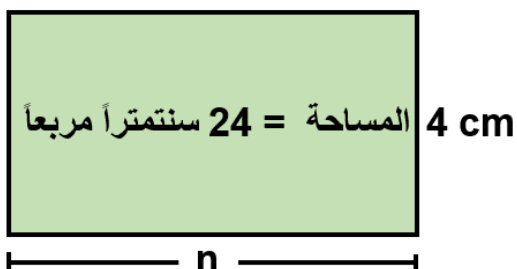 المساحة = 24 سنتمتراً مربعاً
4 cm
n